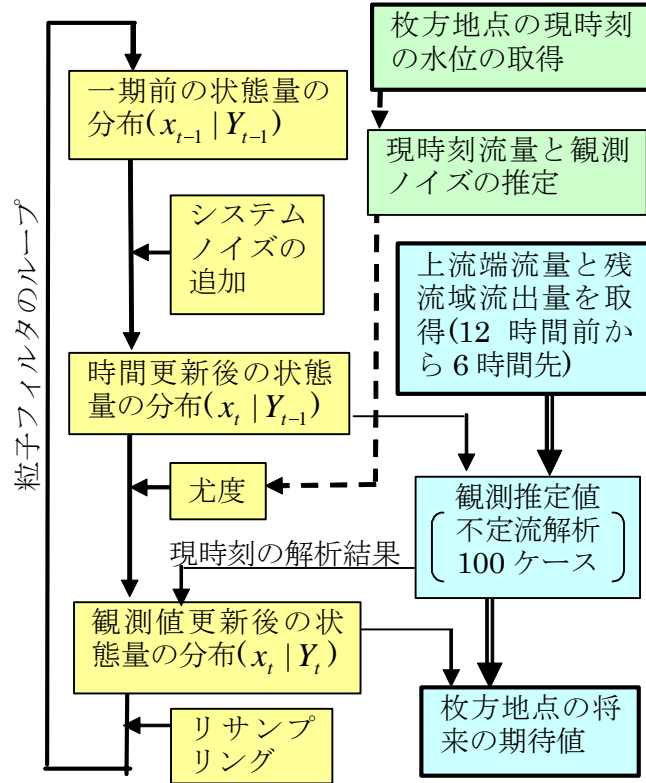 粒子フィルタのループ
一期前の状態量の
分布(x_{t−1} | Y_{t−1})
システム
ノイズの
追加
時間更新後の状態
量の分布(x_t | Y_{t−1})
尤度
現時刻の解析結果
観測値更新後の状
態量の分布(x_t | Y_t)
リサンプ
リング
枚方地点の現時刻
の水位の取得
現時刻流量と観測
ノイズの推定
上流端流量と残
流域流出量を取
得(12 時間前か
ら 6 時間先)
観測推定値
不定流解析
100 ケース
枚方地点の将
来の期待値